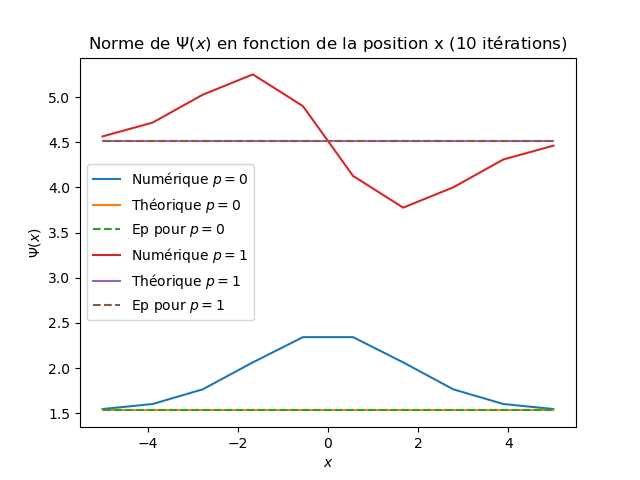 Norme de Ψ(x) en fonction de la position x (10 itérations)
Ψ(x)
5.0
4.5
4.0
3.5
3.0
2.5
2.0
1.5
Numérique p = 0
Théorique p = 0
Ep pour p = 0
Numérique p = 1
Théorique p = 1
Ep pour p = 1
−4 −2 0 2 4
x